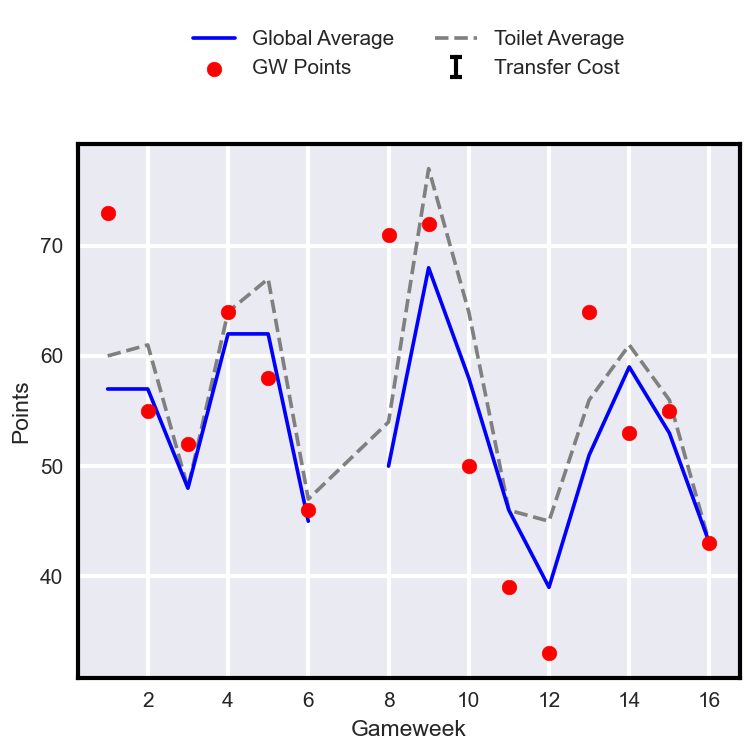 Global Average
Toilet Average
GW Points
Transfer Cost
70
60
50
40
Points
2 4 6 8 10 12 14 16
Gameweek